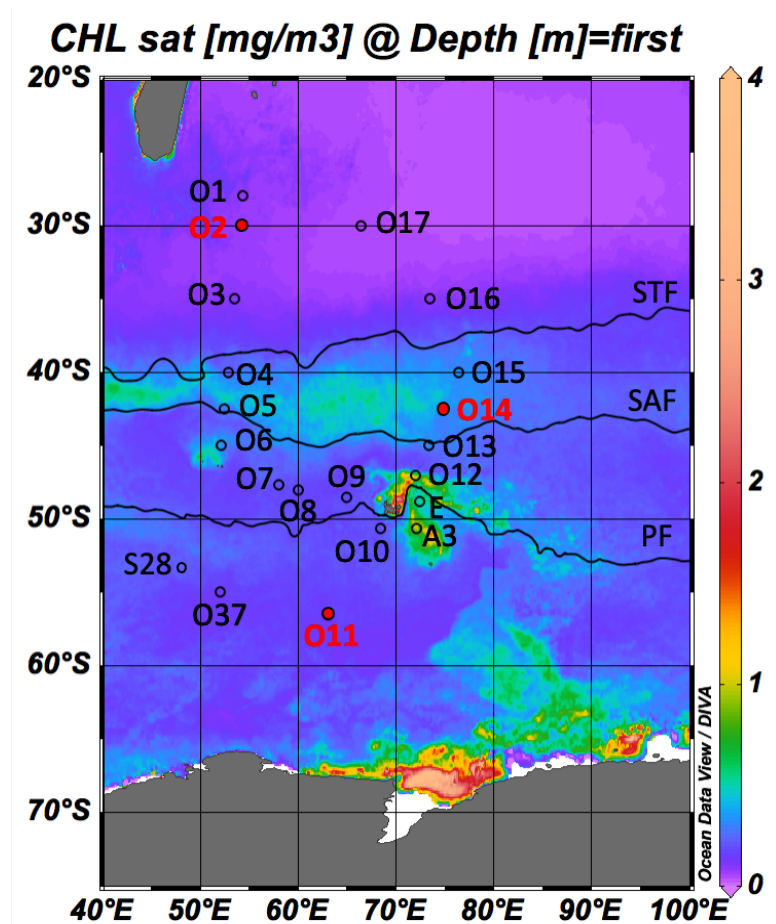 CHL sat [mg/m3] @ Depth [m]=first
20°S
30°S
40°S
50°S
60°S
70°S
O1
O2
O17
O3
O16
STF
O4
O15
O5
O14
SAF
O6
O13
O7
O9
O12
O8
E
O10
A3
PF
S28
O37
O11
40°E
50°E
60°E
70°E
80°E
90°E
100°E
4
3
2
1
0
Ocean Data View / DIVA